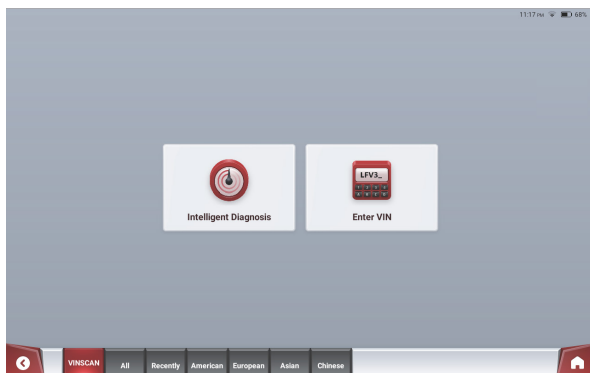 11:17 PM 68%
LFV3_
Intelligent Diagnosis
Enter VIN
VINSCAN All Recently American European Asian Chinese